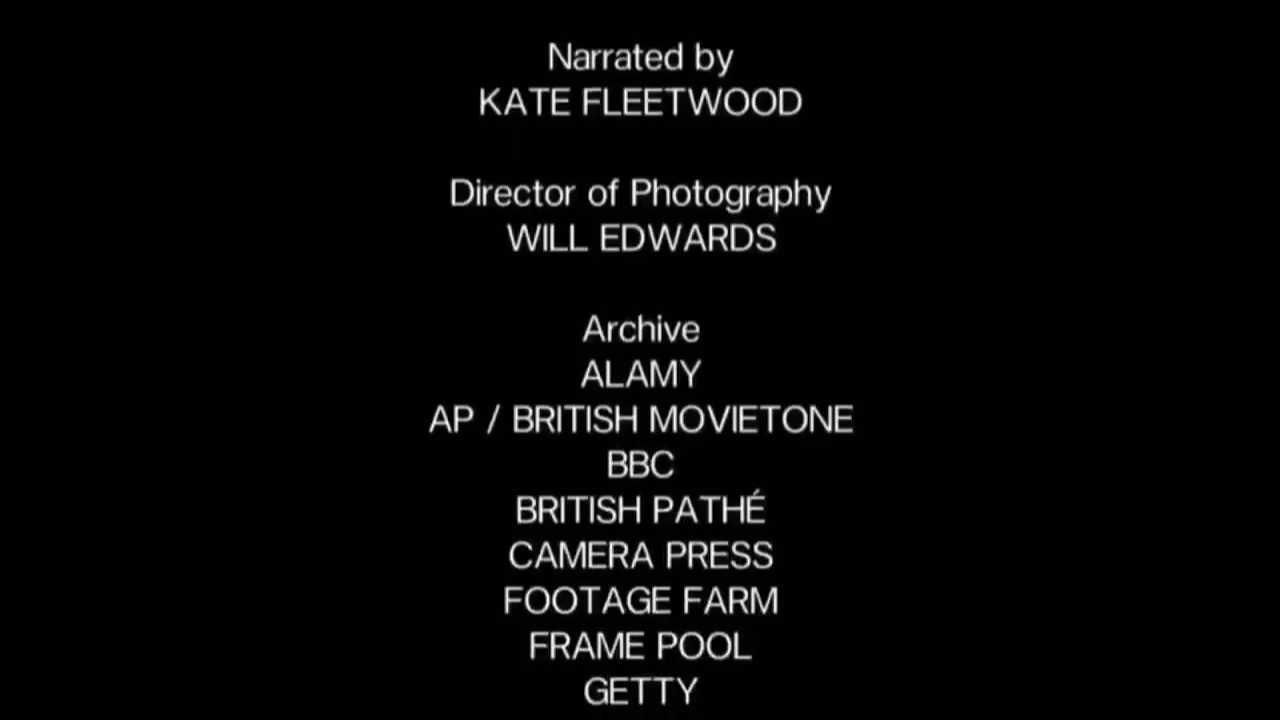 Narrated by
KATE FLEETWOOD
Director of Photography
WILL EDWARDS
Archive
ALAMY
AP / BRITISH MOVIETONE
BBC
BRITISH PATHÉ
CAMERA PRESS
FOOTAGE FARM
FRAME POOL
GETTY